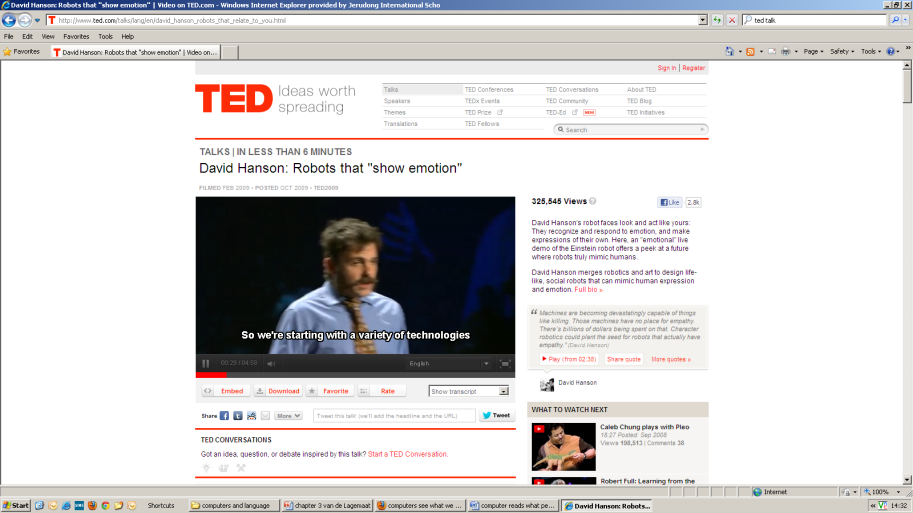 David Hanson: Robots that "show emotion" | Video on TED.com - Windows Internet Explorer provided by Jerudong International Scho
http://www.ted.com/talks/lang/en/david_hanson_robots_that_relate_to_you.html
ted talk
File Edit View Favorites Tools Help
Favorites
David Hanson: Robots that "show emotion" | Video on...
Page Safety Tools
Sign In | Register
TED Ideas worth spreading
Talks TED Conferences TED Conversations About TED
Speakers TEDx Events TED Community TED Blog
Themes TED Prize TED-Ed NEW TED Initiatives
Translations TED Fellows
Search
TALKS | IN LESS THAN 6 MINUTES
David Hanson: Robots that "show emotion"
FILMED FEB 2009 • POSTED OCT 2009 • TED2009
So we're starting with a variety of technologies
00:29 / 04:58
English
Embed Download Favorite Rate
Show transcript
Share More
Tweet this talk! (we'll add the headline and the URL)
Tweet
TED CONVERSATIONS
Got an idea, question, or debate inspired by this talk? Start a TED Conversation.
325,545 Views
Like 2.8k
David Hanson's robot faces look and act like yours:
They recognize and respond to emotion, and make
expressions of their own. Here, an "emotional" live
demo of the Einstein robot offers a peek at a future
where robots truly mimic humans.
David Hanson merges robotics and art to design life-
like, social robots that can mimic human expression
and emotion. Full bio »
“ Machines are becoming devastatingly capable of things
like killing. Those machines have no place for empathy.
There's billions of dollars being spent on that. Character
robotics could plant the seed for robots that actually have
empathy.” (David Hanson)
Play (from 02:38) Share quote More quotes »
David Hanson
WHAT TO WATCH NEXT
Caleb Chung plays with Pleo
18:27 Posted: Sep 2008
Views 198,513 | Comments 38
Robert Full: Learning from the
Internet
100%
Start
Shortcuts
computers and language
chapter 3 van de Lagemaat
computers see what we ...
computer reads what pe...
David Hanson: Robots...
14:32